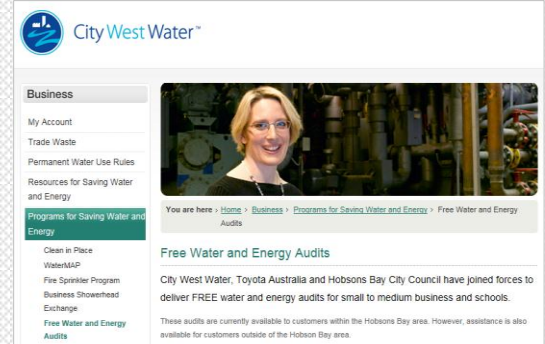 City West Water™
Business
My Account
Trade Waste
Permanent Water Use Rules
Resources for Saving Water
and Energy
Programs for Saving Water and
Energy
Clean in Place
WaterMAP
Fire Sprinkler Program
Business Showerhead
Exchange
Free Water and Energy
Audits
You are here › Home › Business › Programs for Saving Water and Energy › Free Water and Energy
Audits
Free Water and Energy Audits
City West Water, Toyota Australia and Hobsons Bay City Council have joined forces to
deliver FREE water and energy audits for small to medium business and schools.
These audits are currently available to customers within the Hobsons Bay area. However, assistance is also
available for customers outside of the Hobson Bay area.